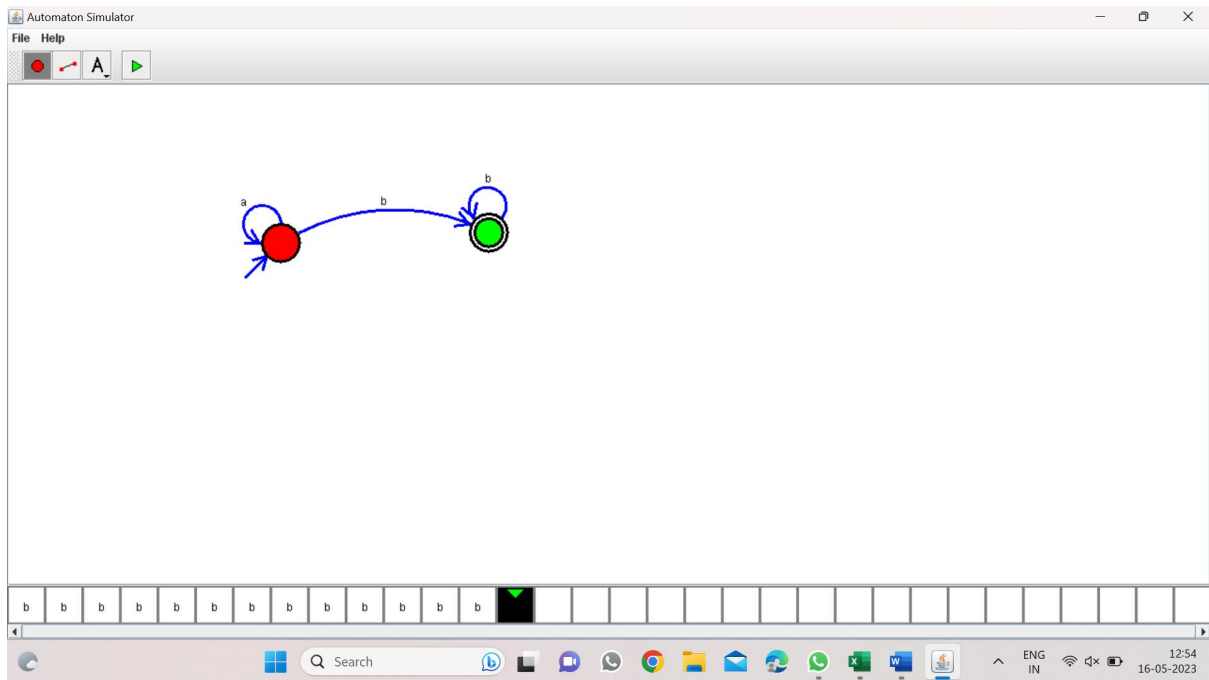 Automaton Simulator
File Help
A
b
a
b
b b b b b b b b b b b b b
Search
ENG
IN
12:54
16-05-2023